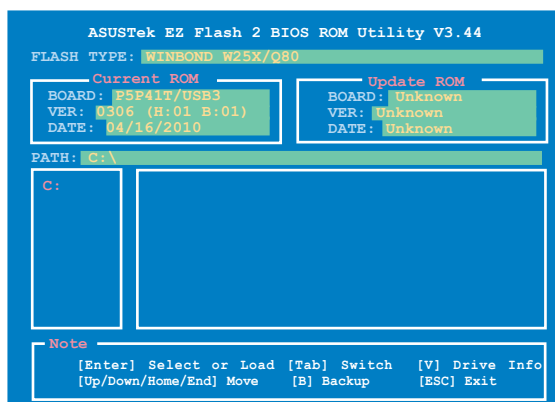 ASUSTek EZ Flash 2 BIOS ROM Utility V3.44
FLASH TYPE: WINBOND W25X/Q80
Current ROM
BOARD: P5P41T/USB3
VER: 0306 (H:01 B:01)
DATE: 04/16/2010
Update ROM
BOARD: Unknown
VER: Unknown
DATE: Unknown
PATH: C:\
C:
Note
[Enter] Select or Load [Tab] Switch [V] Drive Info
[Up/Down/Home/End] Move [B] Backup [ESC] Exit